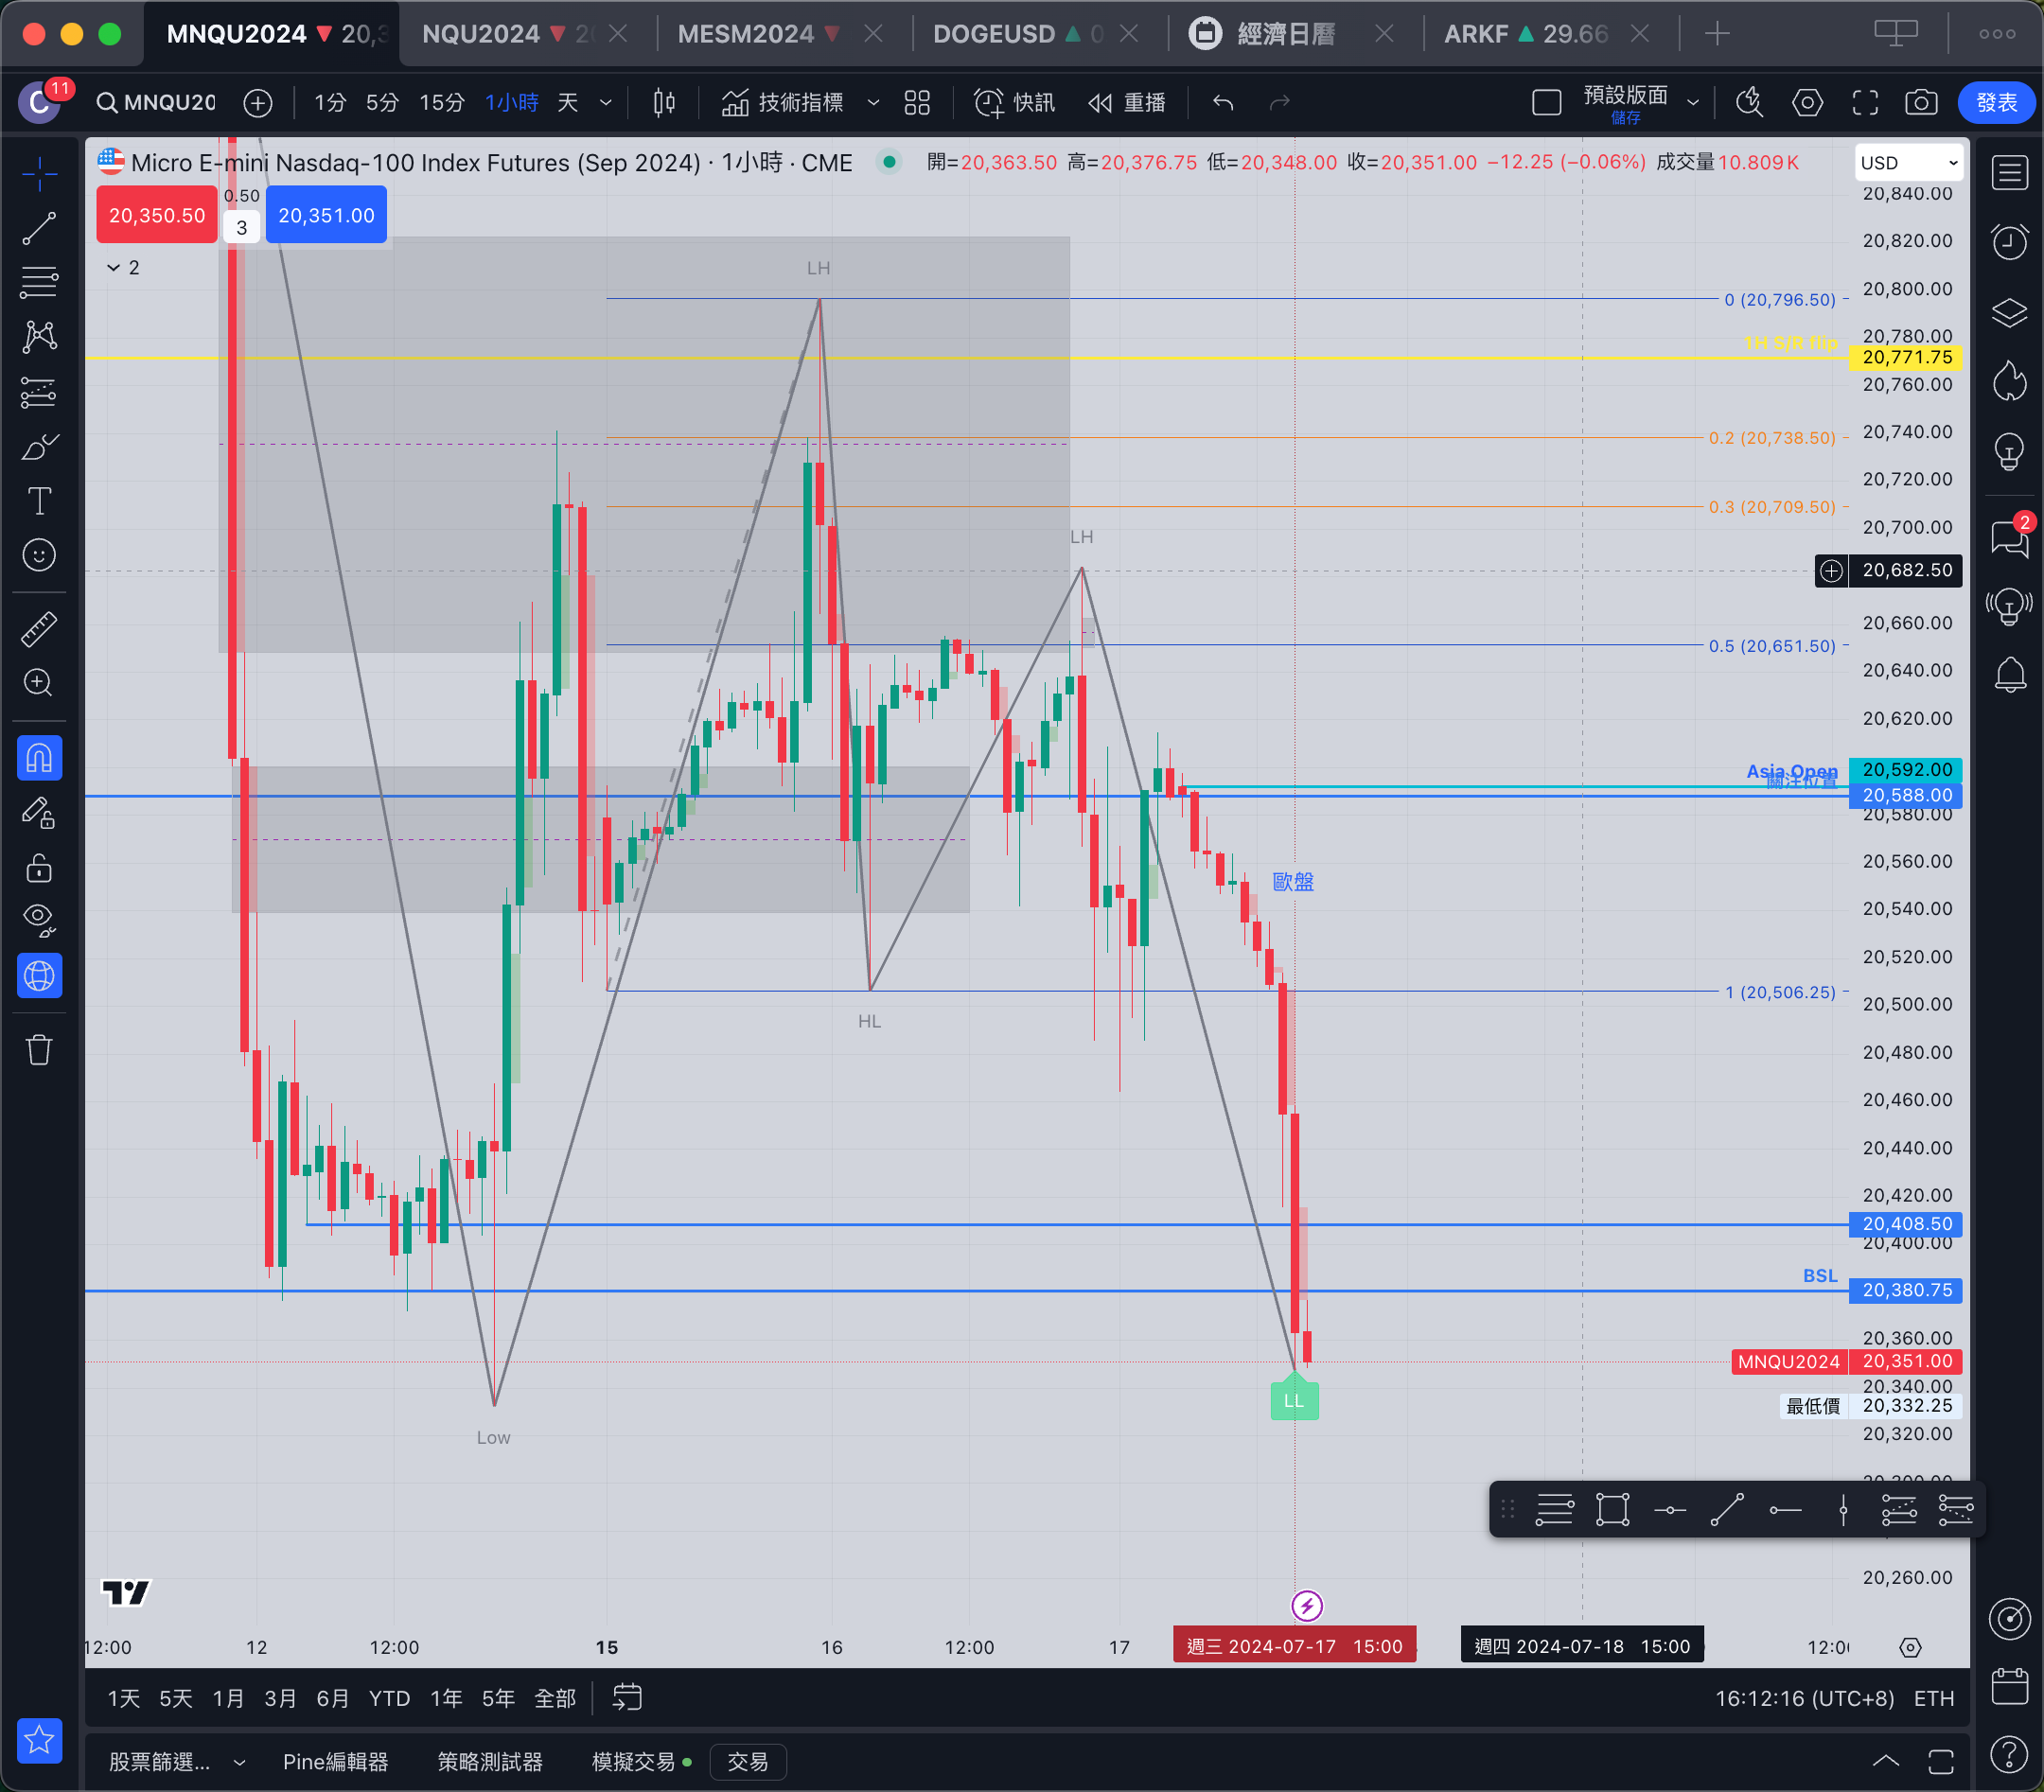 MNQU2024 ▼ 20,3
NQU2024 ▼ 20
MESM2024 ▼
DOGEUSD ▲ 0
經濟日曆
ARKF ▲ 29.66
C 11
MNQU20
1分 5分 15分 1小時 天
技術指標
快訊
重播
預設版面
儲存
發表
Micro E-mini Nasdaq-100 Index Futures (Sep 2024) · 1小時 · CME
開=20,363.50 高=20,376.75 低=20,348.00 收=20,351.00 −12.25 (−0.06%) 成交量10.809K
USD
20,350.50
0.50
3
20,351.00
2
20,840.00
20,820.00
LH
20,800.00
0 (20,796.50)
20,780.00
1H S/R flip
20,771.75
20,760.00
20,740.00
0.2 (20,738.50)
20,720.00
0.3 (20,709.50)
20,700.00
LH
20,682.50
20,660.00
0.5 (20,651.50)
20,640.00
20,620.00
Asia Open
20,592.00
關注位置
20,588.00
20,580.00
20,560.00
歐盤
20,540.00
20,520.00
20,500.00
1 (20,506.25)
HL
20,480.00
20,460.00
20,440.00
20,420.00
20,408.50
20,400.00
BSL
20,380.75
20,360.00
MNQU2024 20,351.00
20,340.00
LL
最低價 20,332.25
Low
20,320.00
20,300.00
20,260.00
2
12:00 12 12:00 15 16 12:00 17
週三 2024-07-17 15:00
週四 2024-07-18 15:00
12:0
1天 5天 1月 3月 6月 YTD 1年 5年 全部
16:12:16 (UTC+8) ETH
股票篩選... Pine編輯器 策略測試器 模擬交易 交易